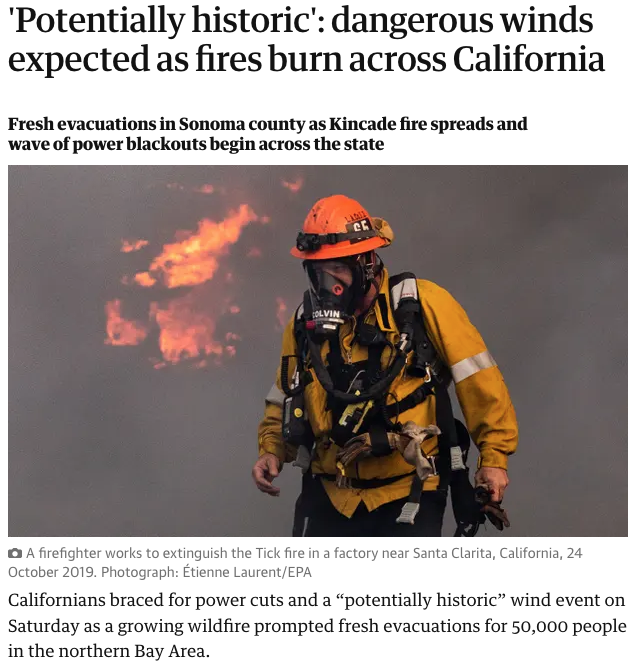 'Potentially historic': dangerous winds
expected as fires burn across California
Fresh evacuations in Sonoma county as Kincade fire spreads and
wave of power blackouts begin across the state
65
COLVIN
A firefighter works to extinguish the Tick fire in a factory near Santa Clarita, California, 24
October 2019. Photograph: Étienne Laurent/EPA
Californians braced for power cuts and a “potentially historic” wind event on
Saturday as a growing wildfire prompted fresh evacuations for 50,000 people
in the northern Bay Area.